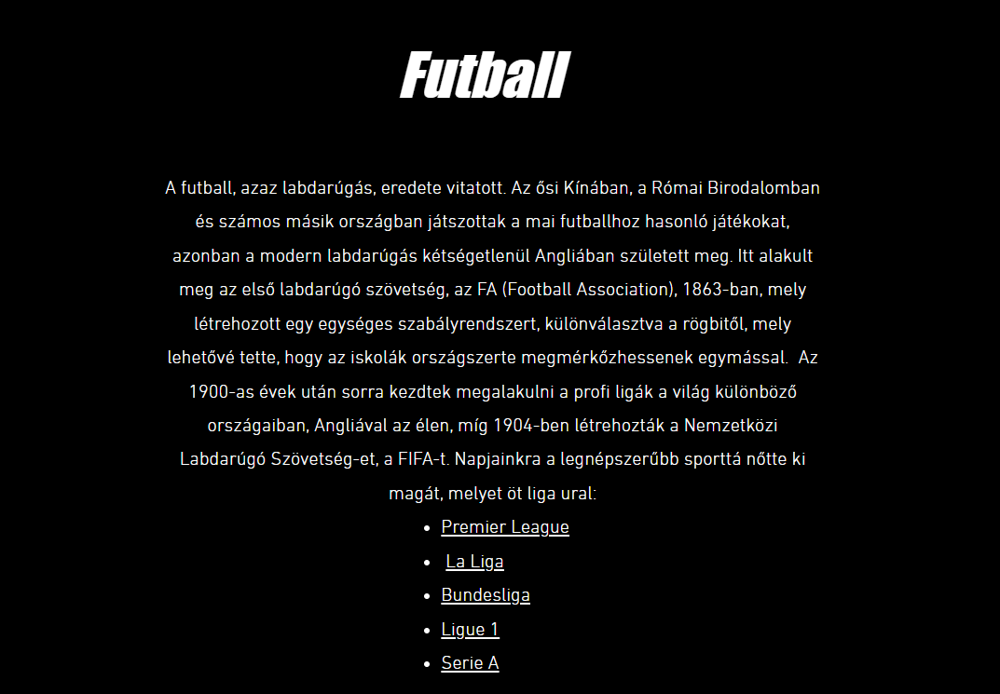 Futball
A futball, azaz labdarúgás, eredete vitatott. Az ősi Kínában, a Római Birodalomban
és számos másik országban játszottak a mai futballhoz hasonló játékokat,
azonban a modern labdarúgás kétségetlenül Angliában született meg. Itt alakult
meg az első labdarúgó szövetség, az FA (Football Association), 1863-ban, mely
létrehozott egy egységes szabályrendszert, különválasztva a rögbitől, mely
lehetővé tette, hogy az iskolák országszerte megmérkőzhessenek egymással.  Az
1900-as évek után sorra kezdtek megalakulni a profi ligák a világ különböző
országaiban, Angliával az élen, míg 1904-ben létrehozták a Nemzetközi
Labdarúgó Szövetség-et, a FIFA-t. Napjainkra a legnépszerűbb sporttá nőtte ki
magát, melyet öt liga ural:
• Premier League
• La Liga
• Bundesliga
• Ligue 1
• Serie A